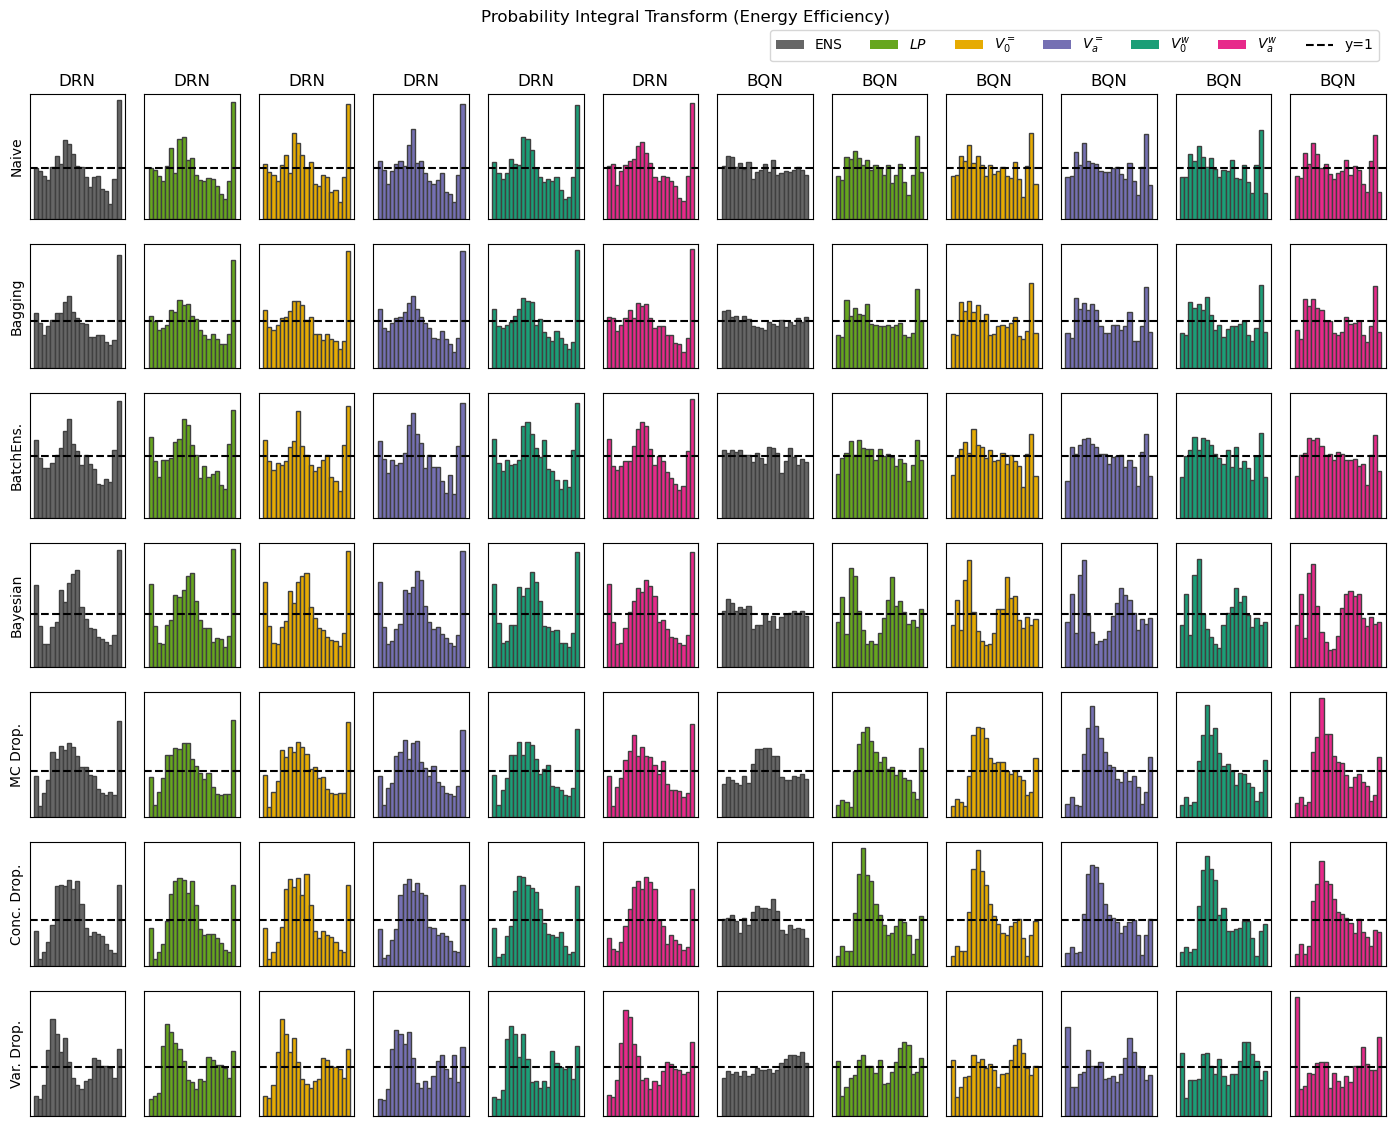 Probability Integral Transform (Energy Efficiency)
ENS LP V₀⁼ Vₐ⁼ V₀ʷ Vₐʷ y=1
DRN DRN DRN DRN DRN DRN BQN BQN BQN BQN BQN BQN
Naive
Bagging
BatchEns.
Bayesian
MC Drop.
Conc. Drop.
Var. Drop.